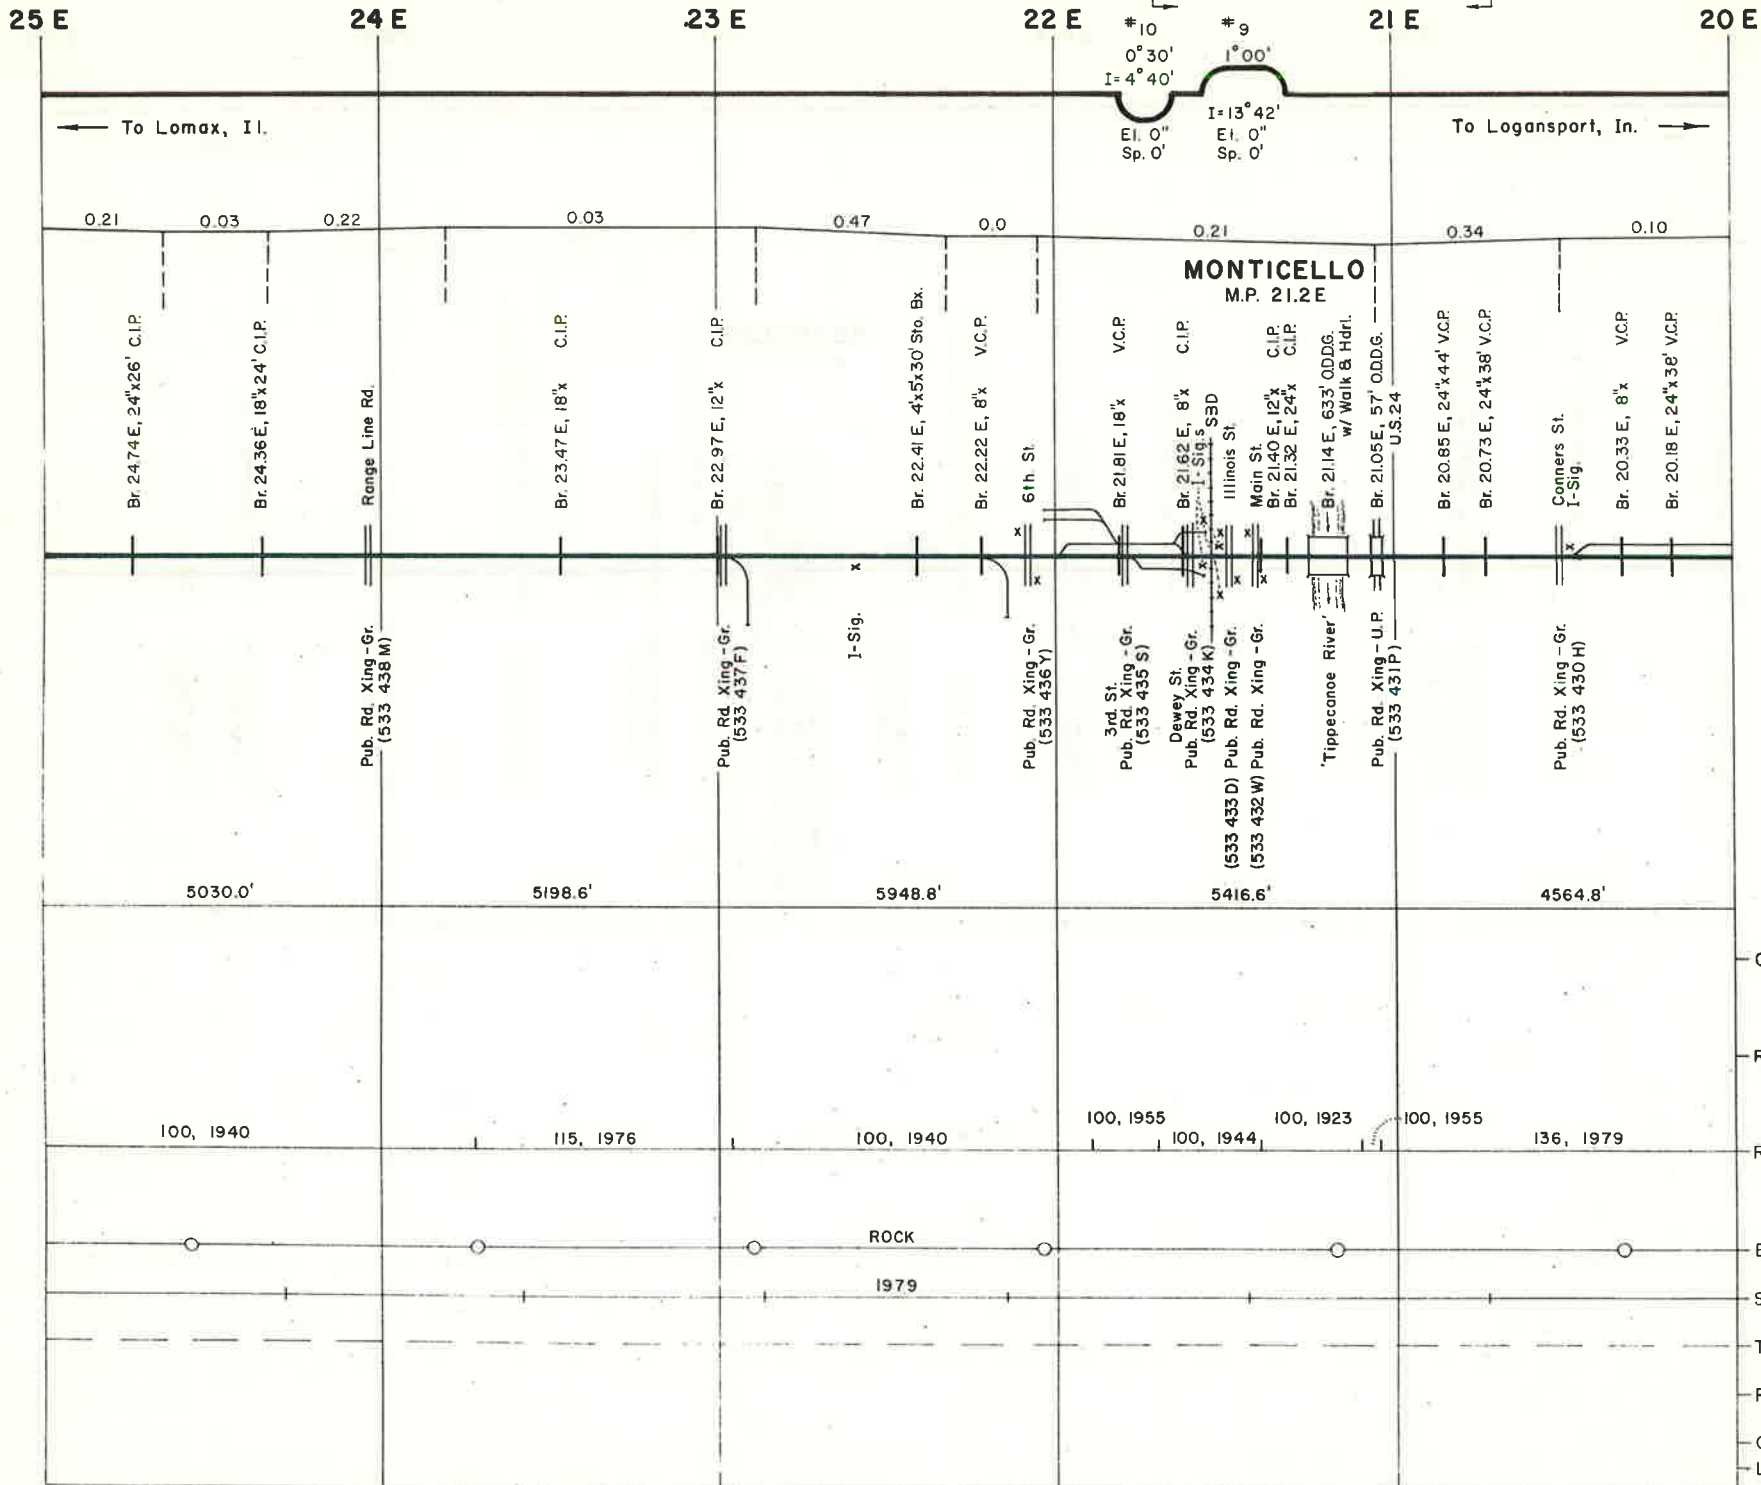 25 E
24 E
23 E
22 E
21 E
20 E
#10
0°30'
I=4°40'
El. 0"
Sp. 0'
#9
1°00'
I=13°42'
El. 0"
Sp. 0'
To Lomax, Il.
To Logansport, In.
0.21
0.03
0.22
0.03
0.47
0.0
0.21
0.34
0.10
MONTICELLO
M.P. 21.2 E
Br. 24.74 E, 24"x26' C.I.P.
Br. 24.36 E, 18"x24' C.I.P.
Range Line Rd.
Br. 23.47 E, 18"x C.I.P.
Br. 22.97 E, 12"x C.I.P.
Br. 22.41 E, 4'x5'x30' Sto. Bx.
Br. 22.22 E, 8"x V.C.P.
6th. St.
Br. 21.81 E, 18"x V.C.P.
Br. 21.62 E, 8"x C.I.P.
I-Sig.s
SBD
Illinois St.
Main St.
Br. 21.40 E, 12"x C.I.P.
Br. 21.32 E, 24"x C.I.P.
Br. 21.14 E, 633' O.D.D.G.
w/ Walk & Hdrl.
Br. 21.05 E, 57' O.D.D.G.
U.S. 24
Br. 20.85 E, 24"x44' V.C.P.
Br. 20.73 E, 24"x38' V.C.P.
Conners St.
I-Sig.
Br. 20.33 E, 8"x V.C.P.
Br. 20.18 E, 24"x38' V.C.P.
Pub. Rd. Xing - Gr.
(533 438 M)
Pub. Rd. Xing - Gr.
(533 437 F)
I-Sig.
Pub. Rd. Xing - Gr.
(533 436 Y)
3rd. St.
Pub. Rd. Xing - Gr.
(533 435 S)
Dewey St.
Pub. Rd. Xing - Gr.
(533 434 K)
(533 433 D) Pub. Rd. Xing - Gr.
(533 432 W) Pub. Rd. Xing - Gr.
'Tippecanoe River'
Pub. Rd. Xing - U.P.
(533 431 P)
Pub. Rd. Xing - Gr.
(533 430 H)
5030.0'
5198.6'
5948.8'
5416.6'
4564.8'
100, 1940
115, 1976
100, 1940
100, 1955
100, 1944
100, 1923
100, 1955
136, 1979
ROCK
1979